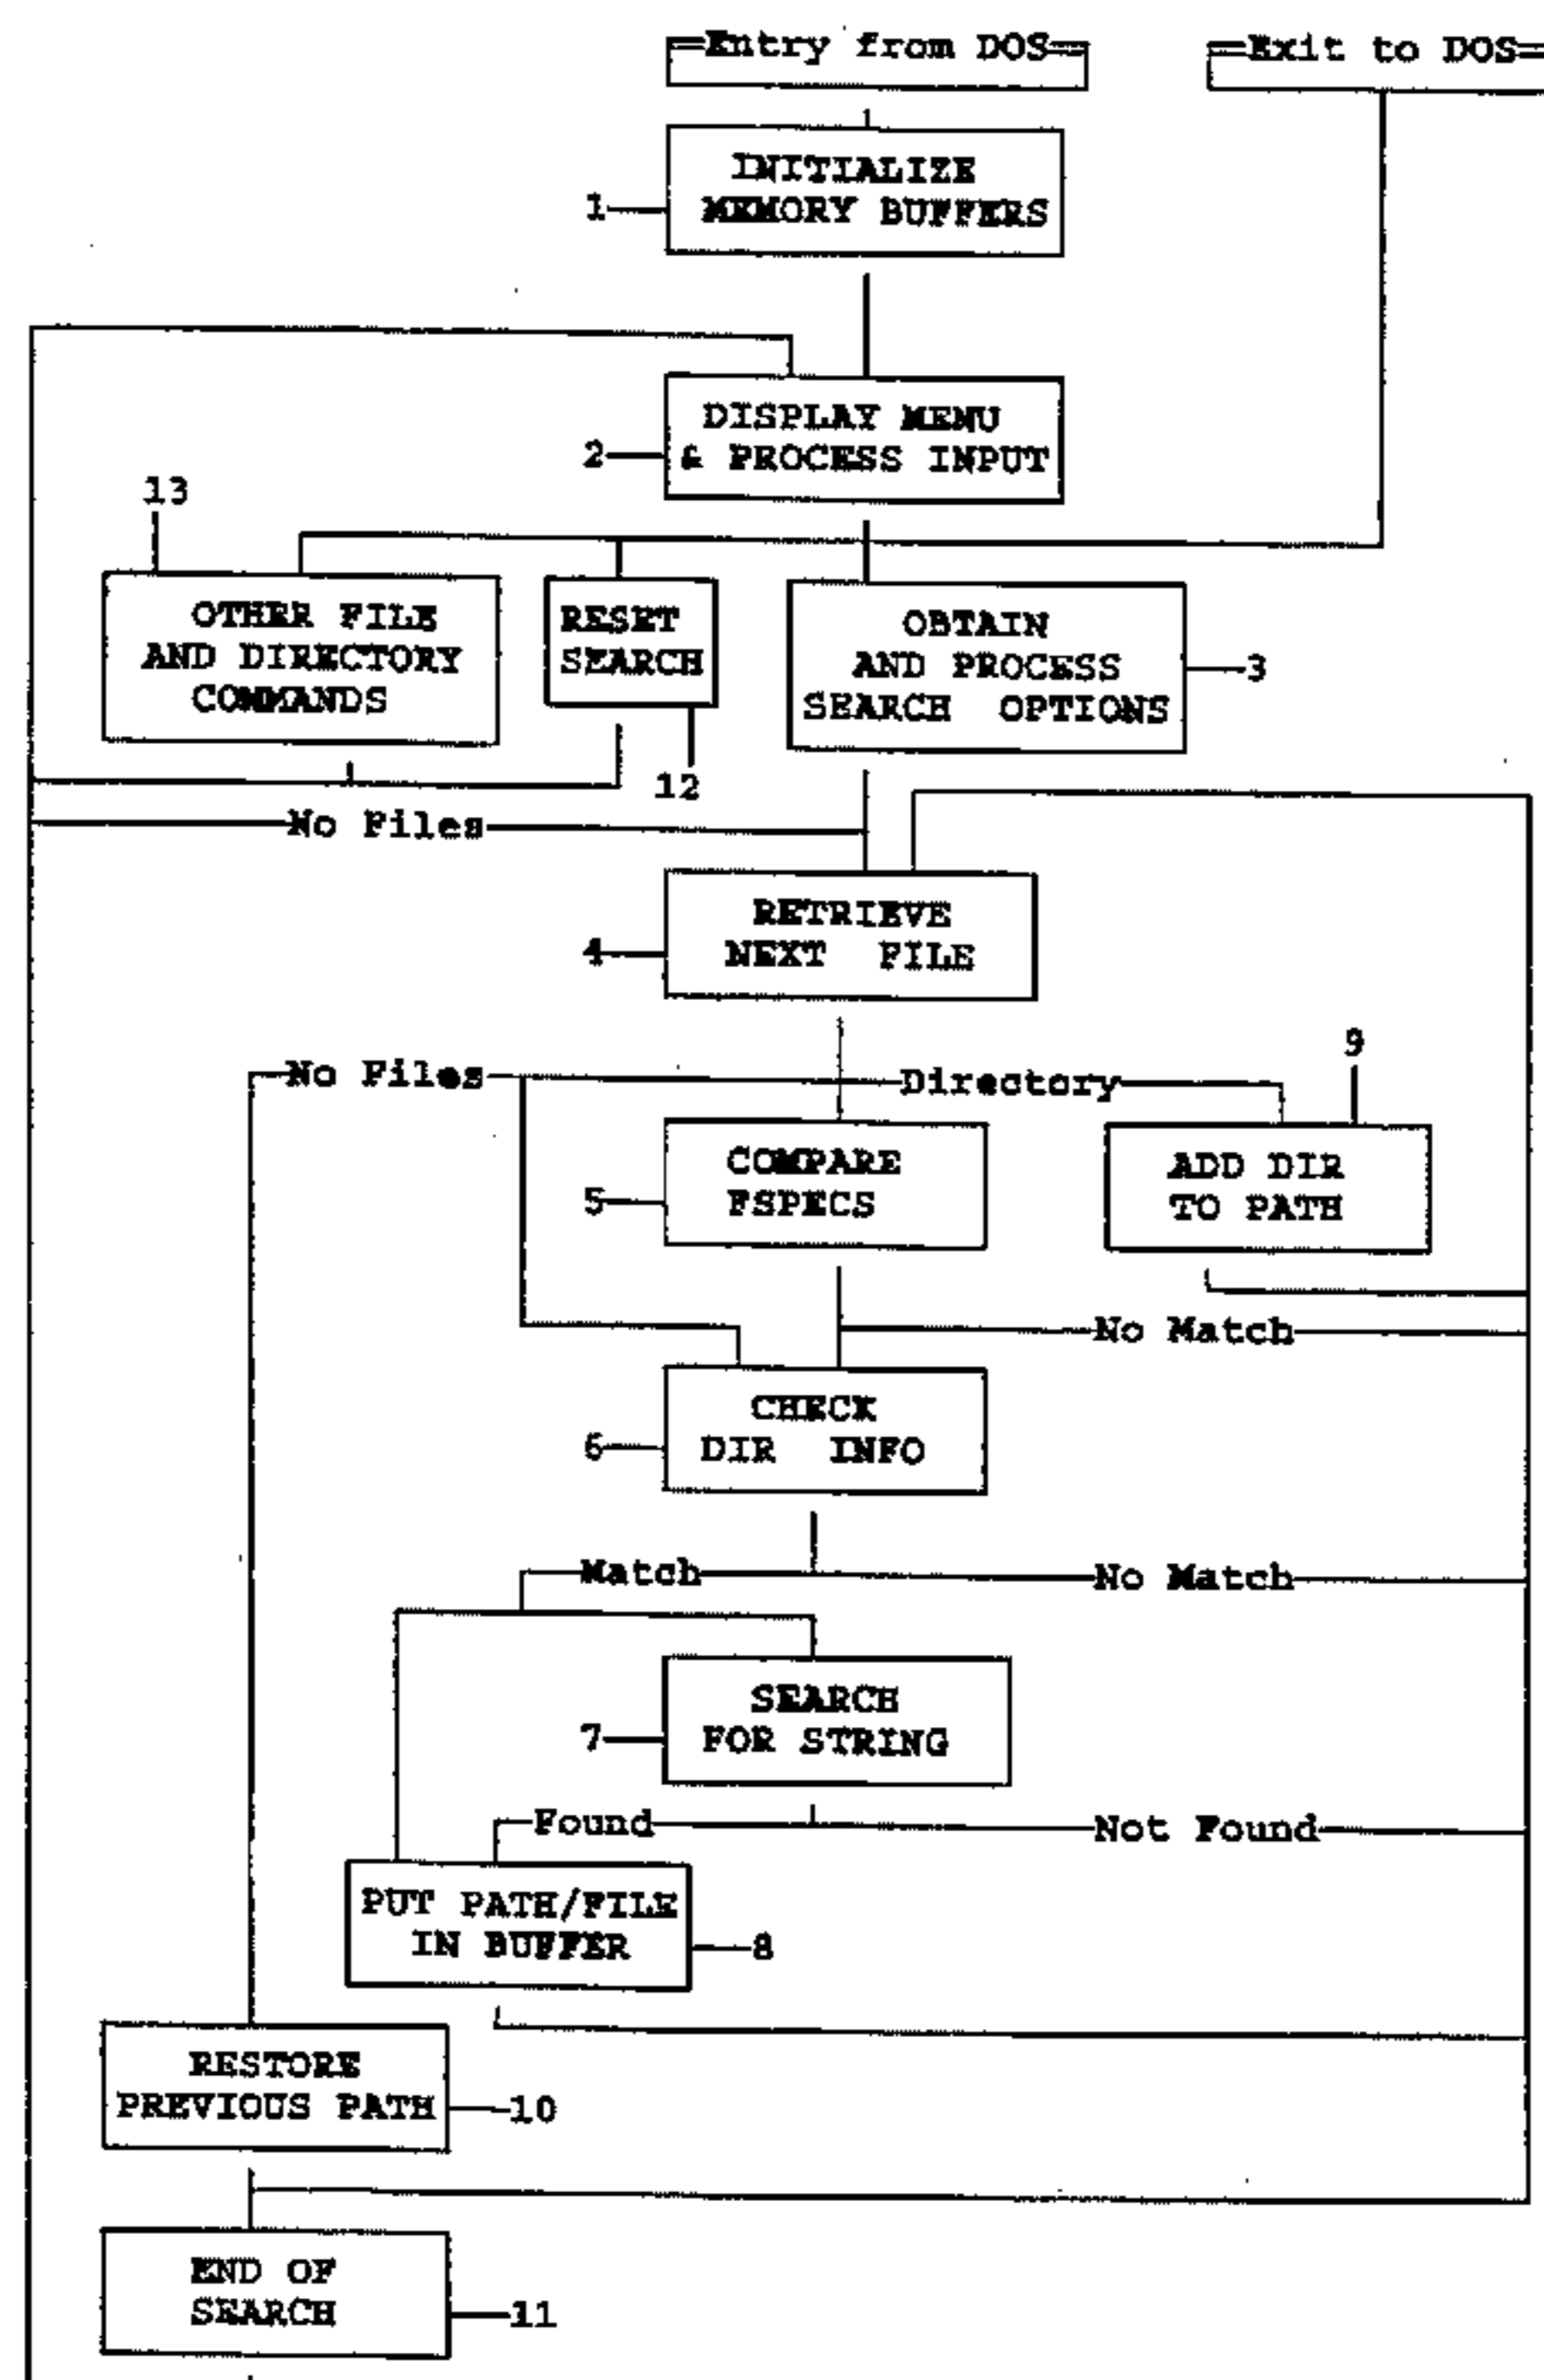 =Entry from DOS=
=Exit to DOS=
INITIALIZE
MEMORY BUFFERS
1
DISPLAY MENU
& PROCESS INPUT
2
13
OTHER FILE
AND DIRECTORY
COMMANDS
RESET
SEARCH
12
OBTAIN
AND PROCESS
SEARCH OPTIONS
3
No Files
RETRIEVE
NEXT FILE
4
No Files
Directory
9
COMPARE
FSPECS
5
ADD DIR
TO PATH
No Match
CHECK
DIR INFO
6
Match
No Match
SEARCH
FOR STRING
7
Found
Not Found
PUT PATH/FILE
IN BUFFER
8
RESTORE
PREVIOUS PATH
10
END OF
SEARCH
11